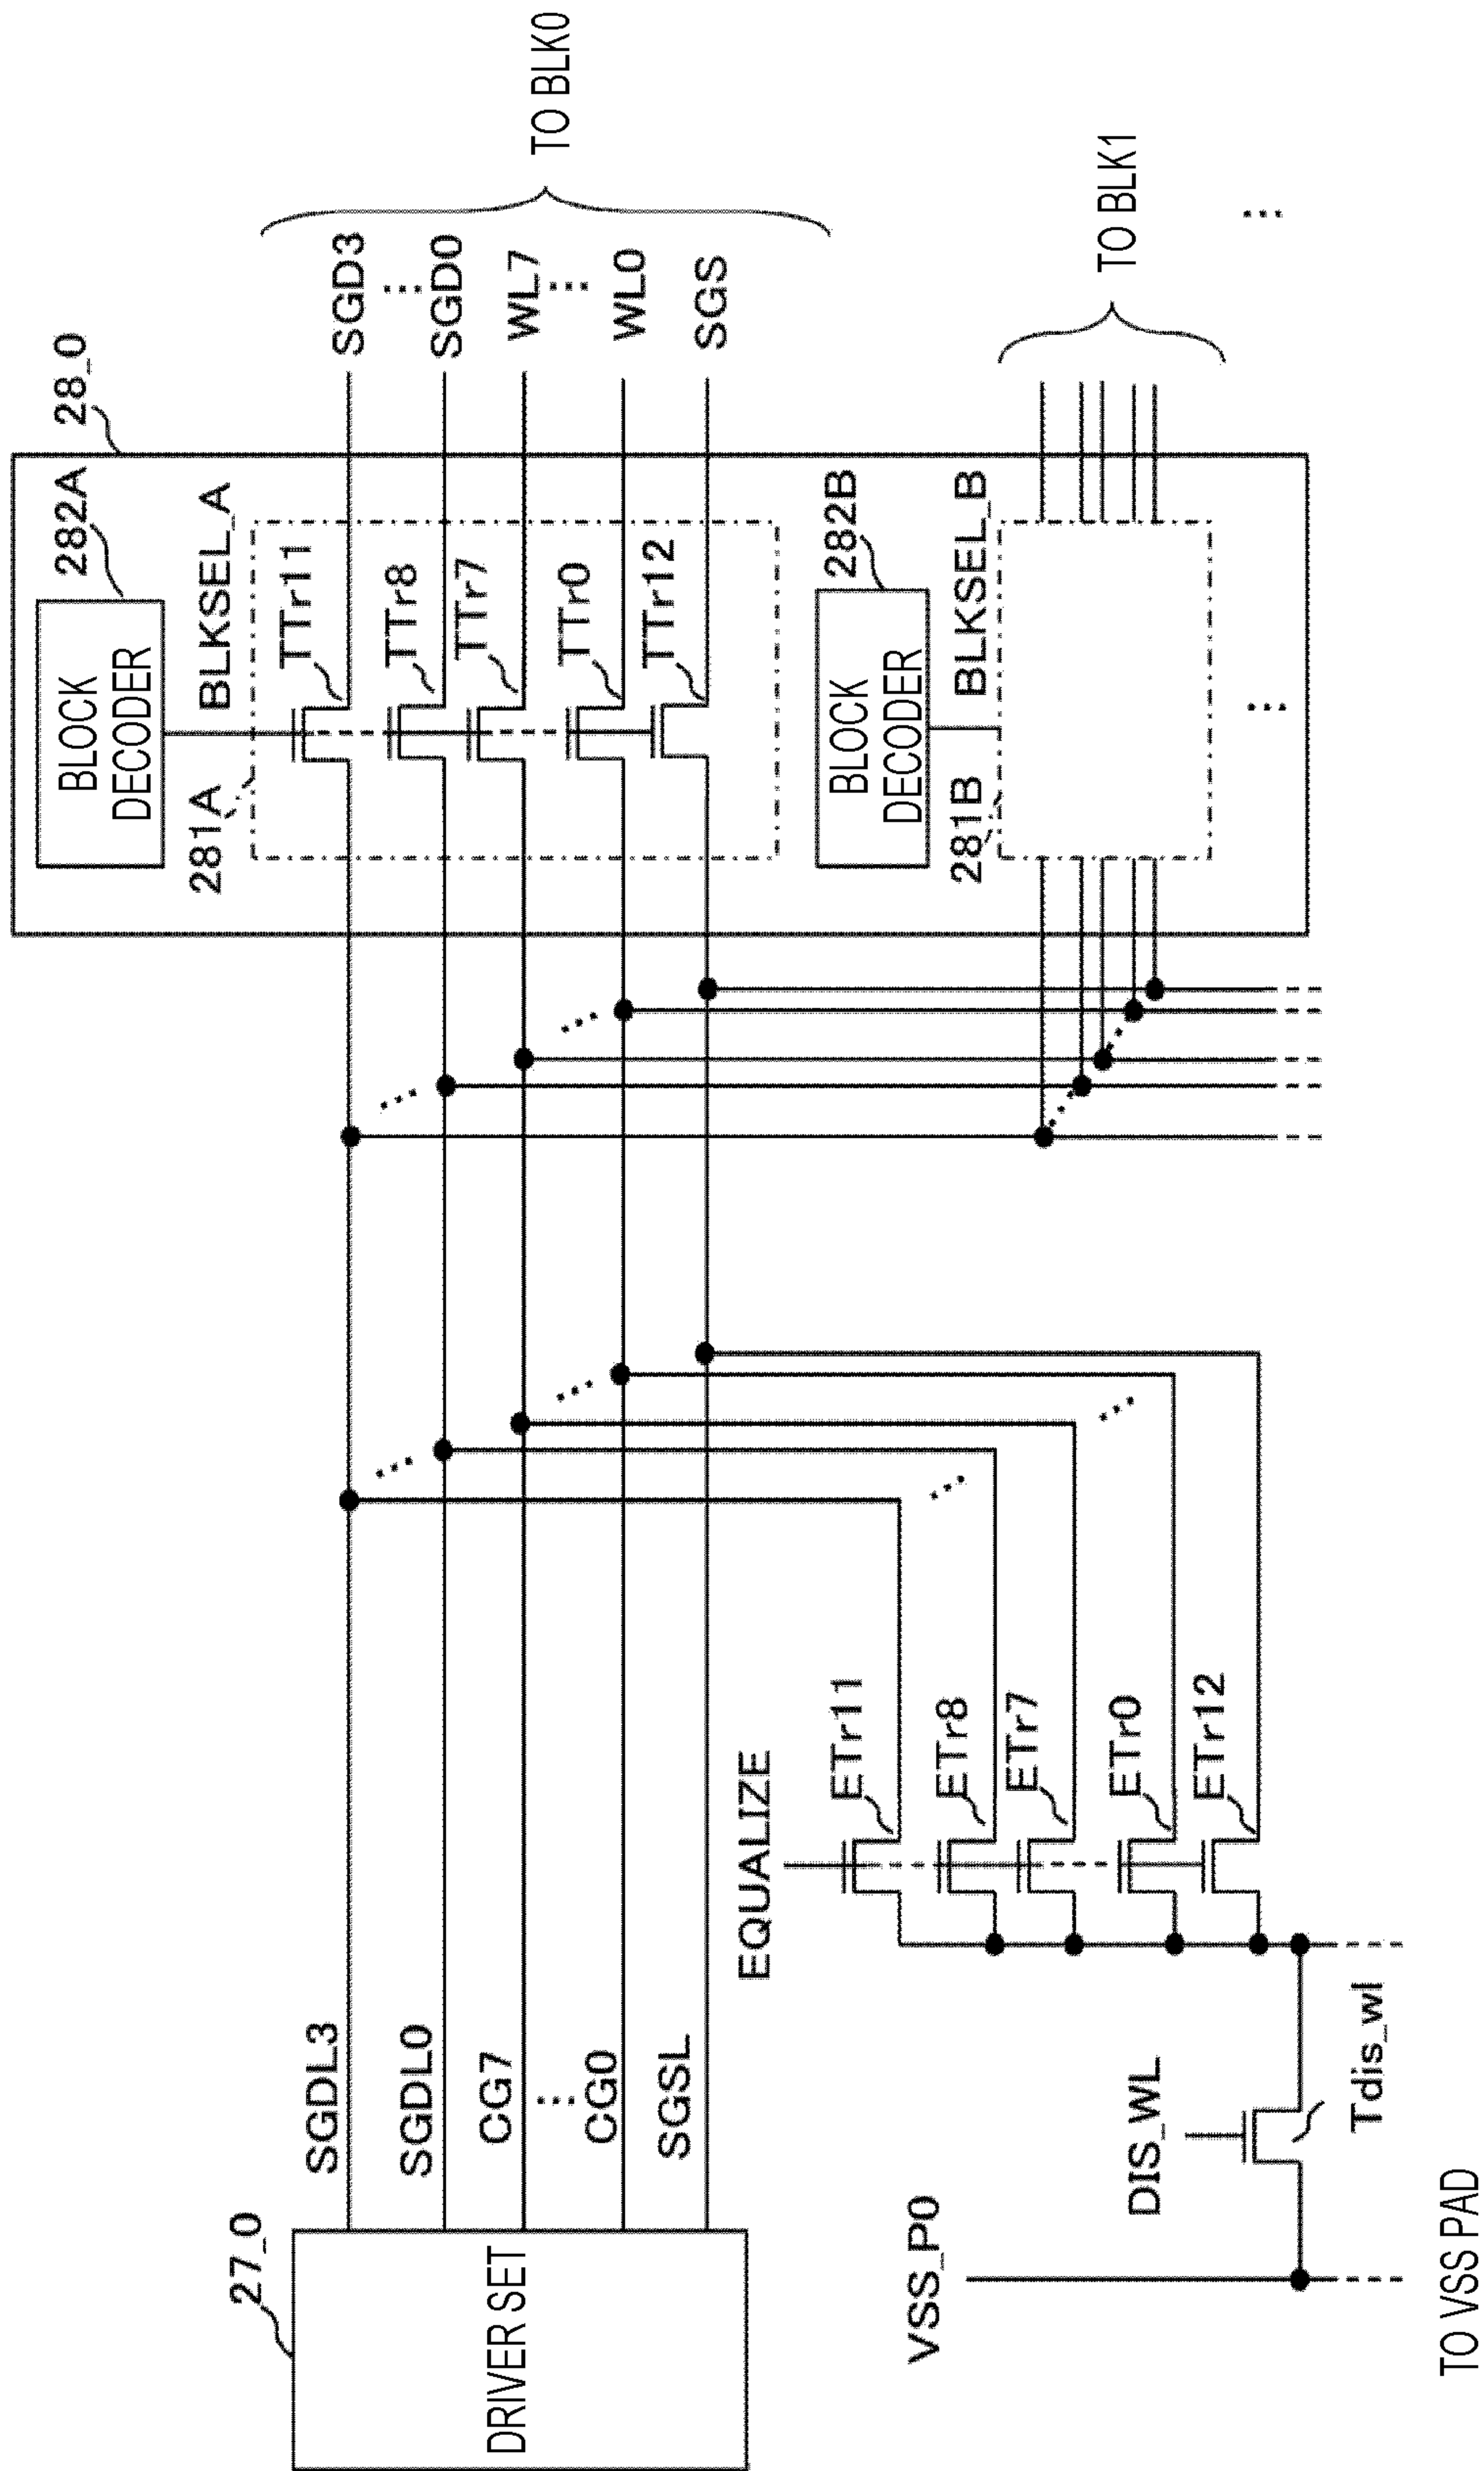 28_0
282A
BLOCK
DECODER
BLKSEL_A
281A
TTr11
TTr8
TTr7
TTr0
TTr12
SGD3
SGD0
WL7
WL0
SGS
TO BLK0
282B
BLOCK
DECODER
BLKSEL_B
281B
TO BLK1
27_0
DRIVER SET
SGDL3
SGDL0
CG7
CG0
SGSL
EQUALIZE
ETr11
ETr8
ETr7
ETr0
ETr12
VSS_P0
DIS_WL
Tdis_wl
TO VSS PAD